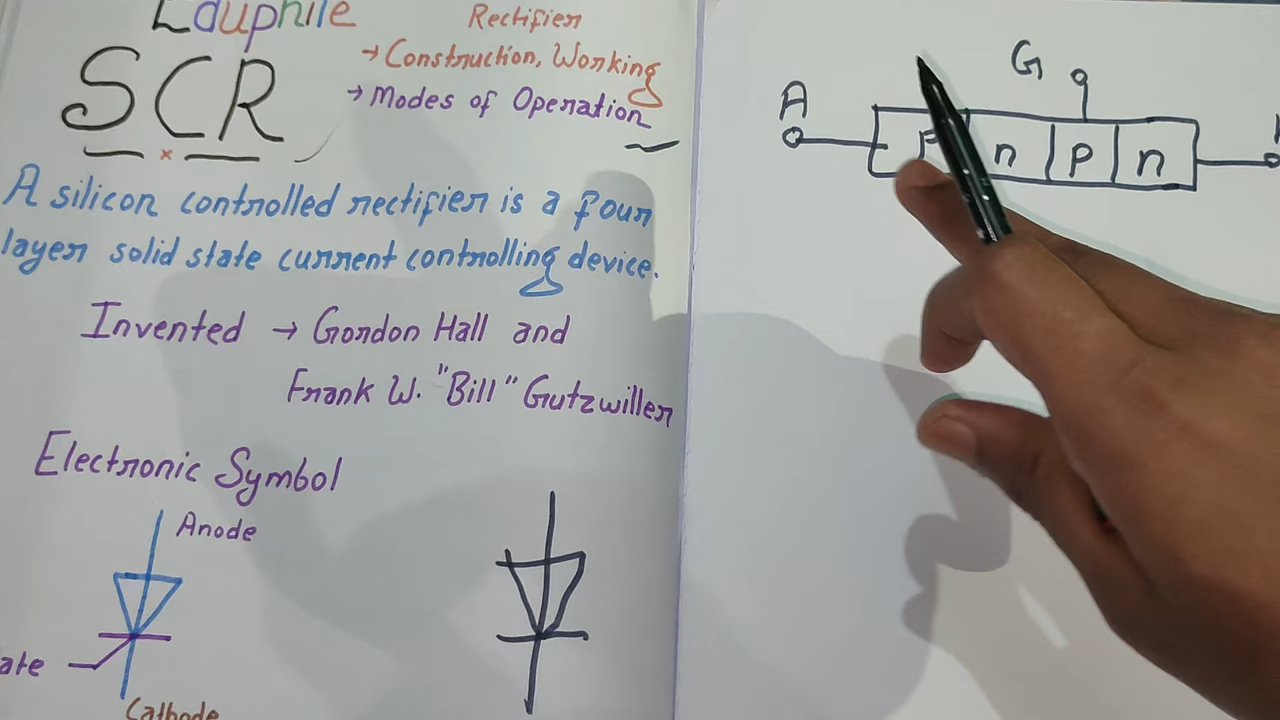 Eduphile
SCR
Rectifier
→ Construction, Working
→ Modes of Operation
A silicon controlled rectifier is a four
layer solid state current controlling device.
Invented → Gordon Hall and
Frank W. "Bill" Gutzwiller
Electronic Symbol
Anode
Cathode
G
A
P n p n